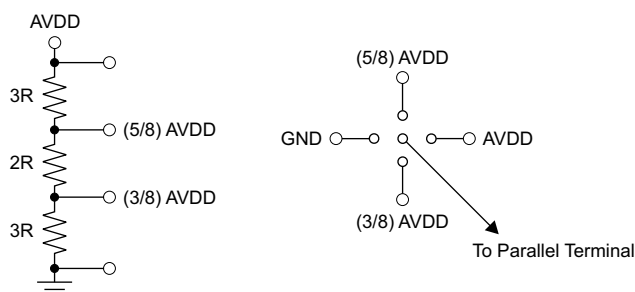 AVDD
3R
(5/8) AVDD
2R
(3/8) AVDD
3R
(5/8) AVDD
GND
AVDD
(3/8) AVDD
To Parallel Terminal